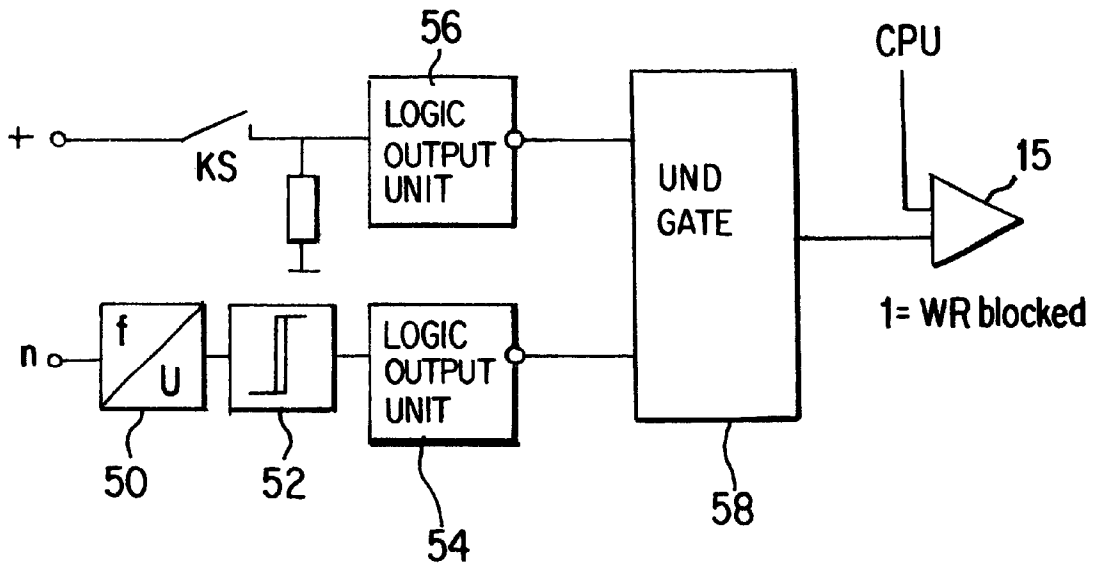 56
CPU
LOGIC
OUTPUT
UNIT
+
KS
UND
GATE
15
1= WR blocked
n
f
U
LOGIC
OUTPUT
UNIT
50
52
54
58